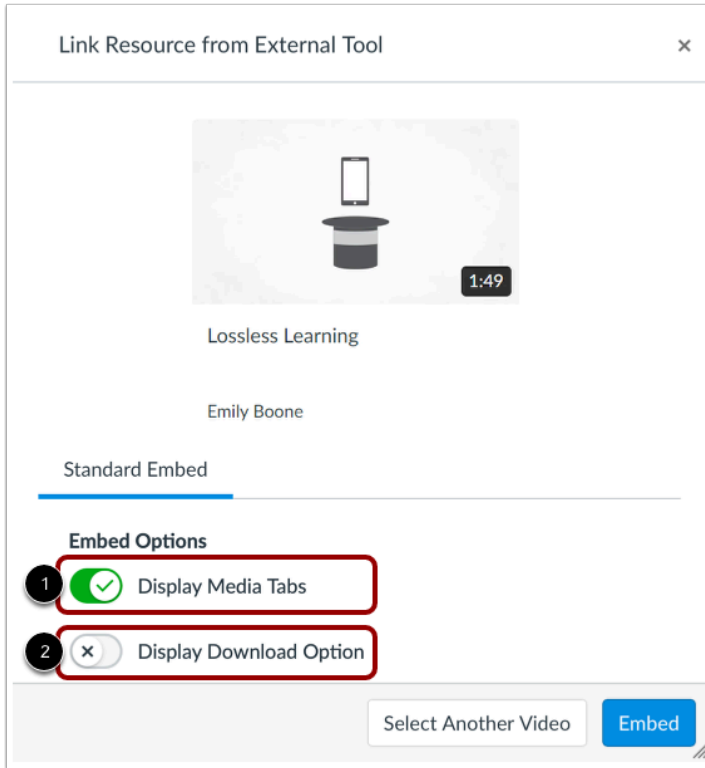 Link Resource from External Tool ×
1:49
Lossless Learning
Emily Boone
Standard Embed
Embed Options
1 Display Media Tabs
2 Display Download Option
Select Another Video Embed